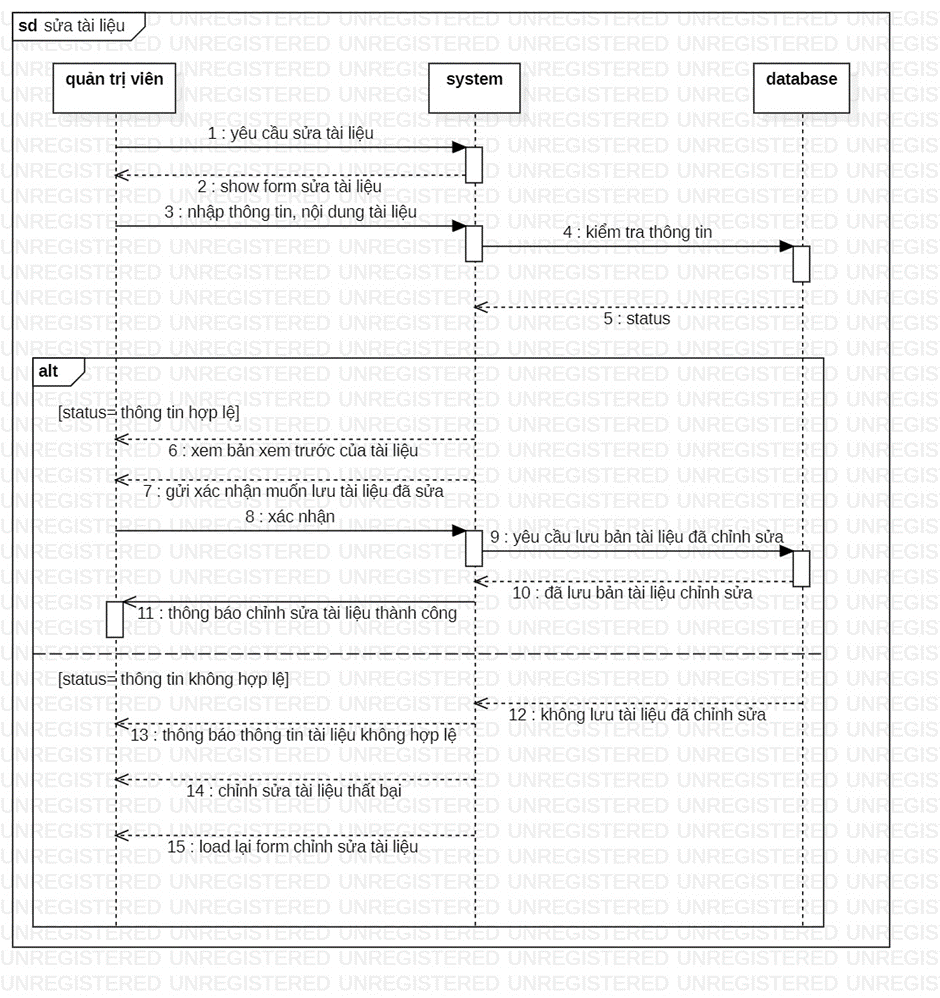 sd sửa tài liệu
quản trị viên
system
database
1 : yêu cầu sửa tài liệu
2 : show form sửa tài liệu
3 : nhập thông tin, nội dung tài liệu
4 : kiểm tra thông tin
5 : status
alt
[status= thông tin hợp lệ]
6 : xem bản xem trước của tài liệu
7 : gửi xác nhận muốn lưu tài liệu đã sửa
8 : xác nhận
9 : yêu cầu lưu bản tài liệu đã chỉnh sửa
10 : đã lưu bản tài liệu chỉnh sửa
11 : thông báo chỉnh sửa tài liệu thành công
[status= thông tin không hợp lệ]
12 : không lưu tài liệu đã chỉnh sửa
13 : thông báo thông tin tài liệu không hợp lệ
14 : chỉnh sửa tài liệu thất bại
15 : load lại form chỉnh sửa tài liệu
UNREGISTERED